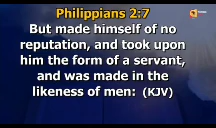 Philippians 2:7
But made himself of no
reputation, and took upon
him the form of a servant,
and was made in the
likeness of men: (KJV)